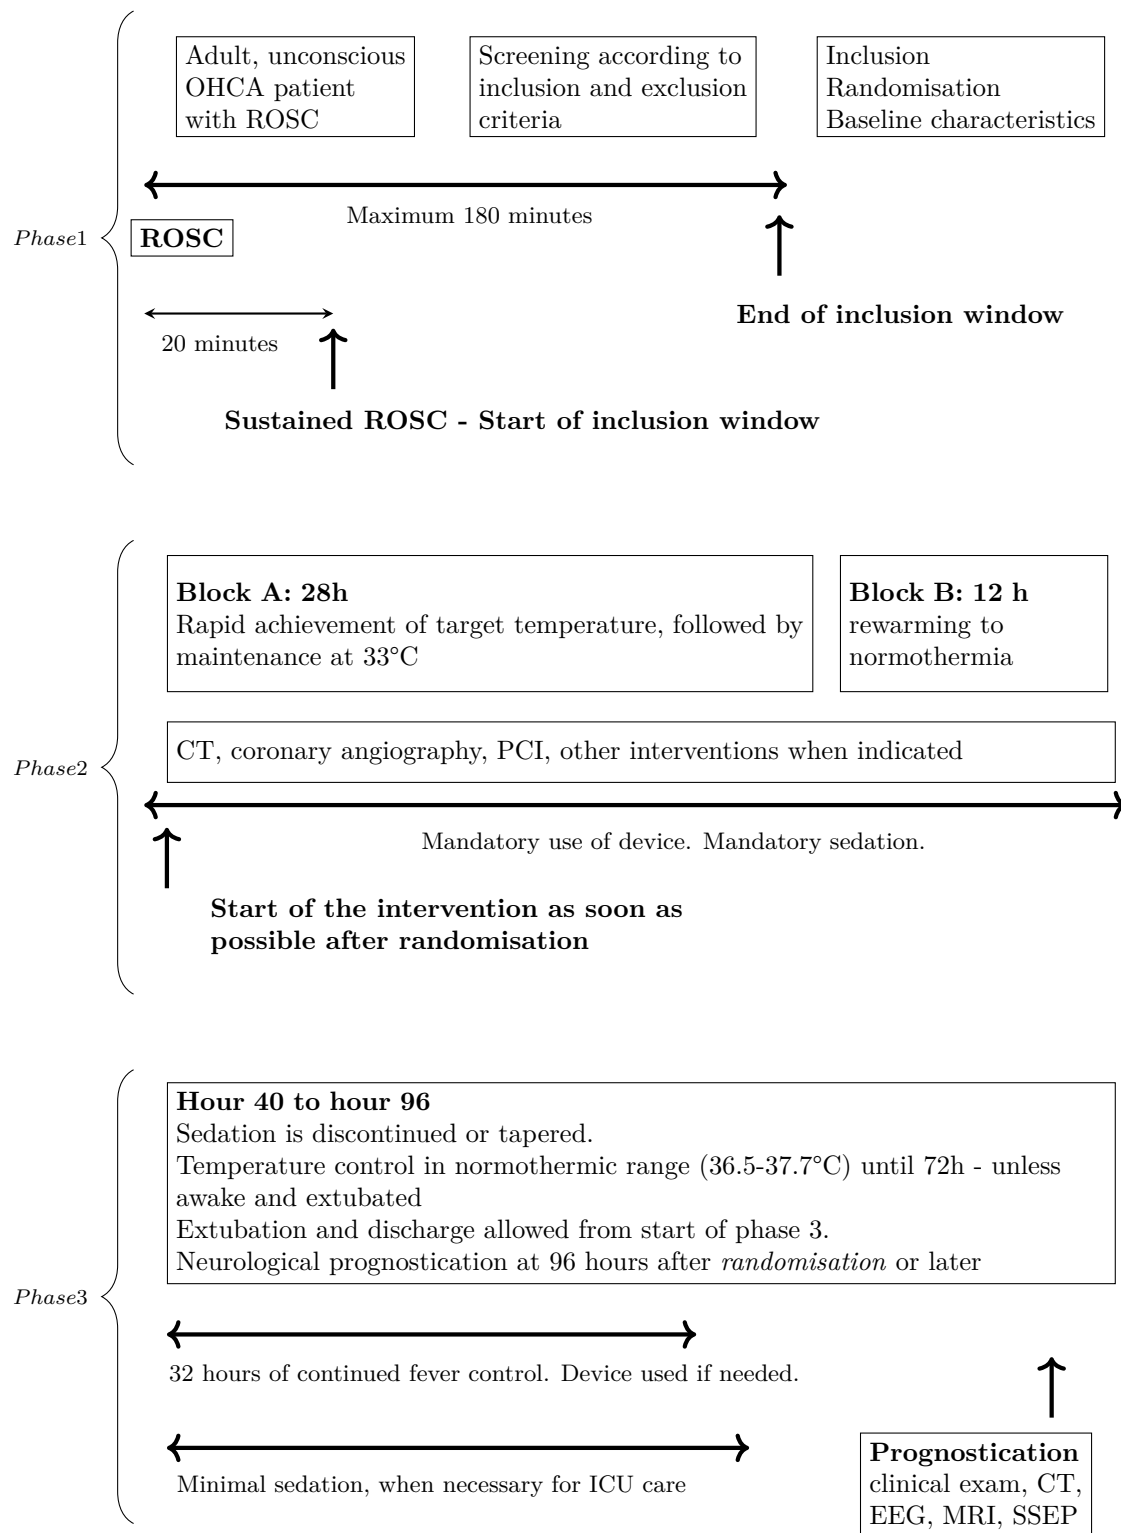 Adult, unconscious
OHCA patient
with ROSC
Screening according to
inclusion and exclusion
criteria
Inclusion
Randomisation
Baseline characteristics
Maximum 180 minutes
Phase1
ROSC
End of inclusion window
20 minutes
Sustained ROSC - Start of inclusion window
Block A: 28h
Rapid achievement of target temperature, followed by
maintenance at 33°C
Block B: 12 h
rewarming to
normothermia
CT, coronary angiography, PCI, other interventions when indicated
Phase2
Mandatory use of device. Mandatory sedation.
Start of the intervention as soon as
possible after randomisation
Hour 40 to hour 96
Sedation is discontinued or tapered.
Temperature control in normothermic range (36.5-37.7°C) until 72h - unless
awake and extubated
Extubation and discharge allowed from start of phase 3.
Neurological prognostication at 96 hours after randomisation or later
Phase3
32 hours of continued fever control. Device used if needed.
Minimal sedation, when necessary for ICU care
Prognostication
clinical exam, CT,
EEG, MRI, SSEP